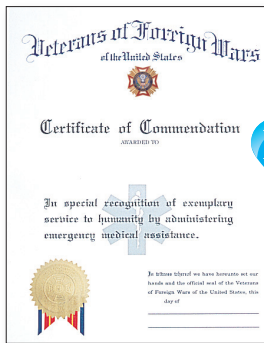 Veterans of Foreign Wars
of the United States
Certificate of Commendation
AWARDED TO
In special recognition of exemplary
service to humanity by administering
emergency medical assistance.
In witness whereof we have hereunto set our
hands and the official seal of the Veterans
of Foreign Wars of the United States, this
day of